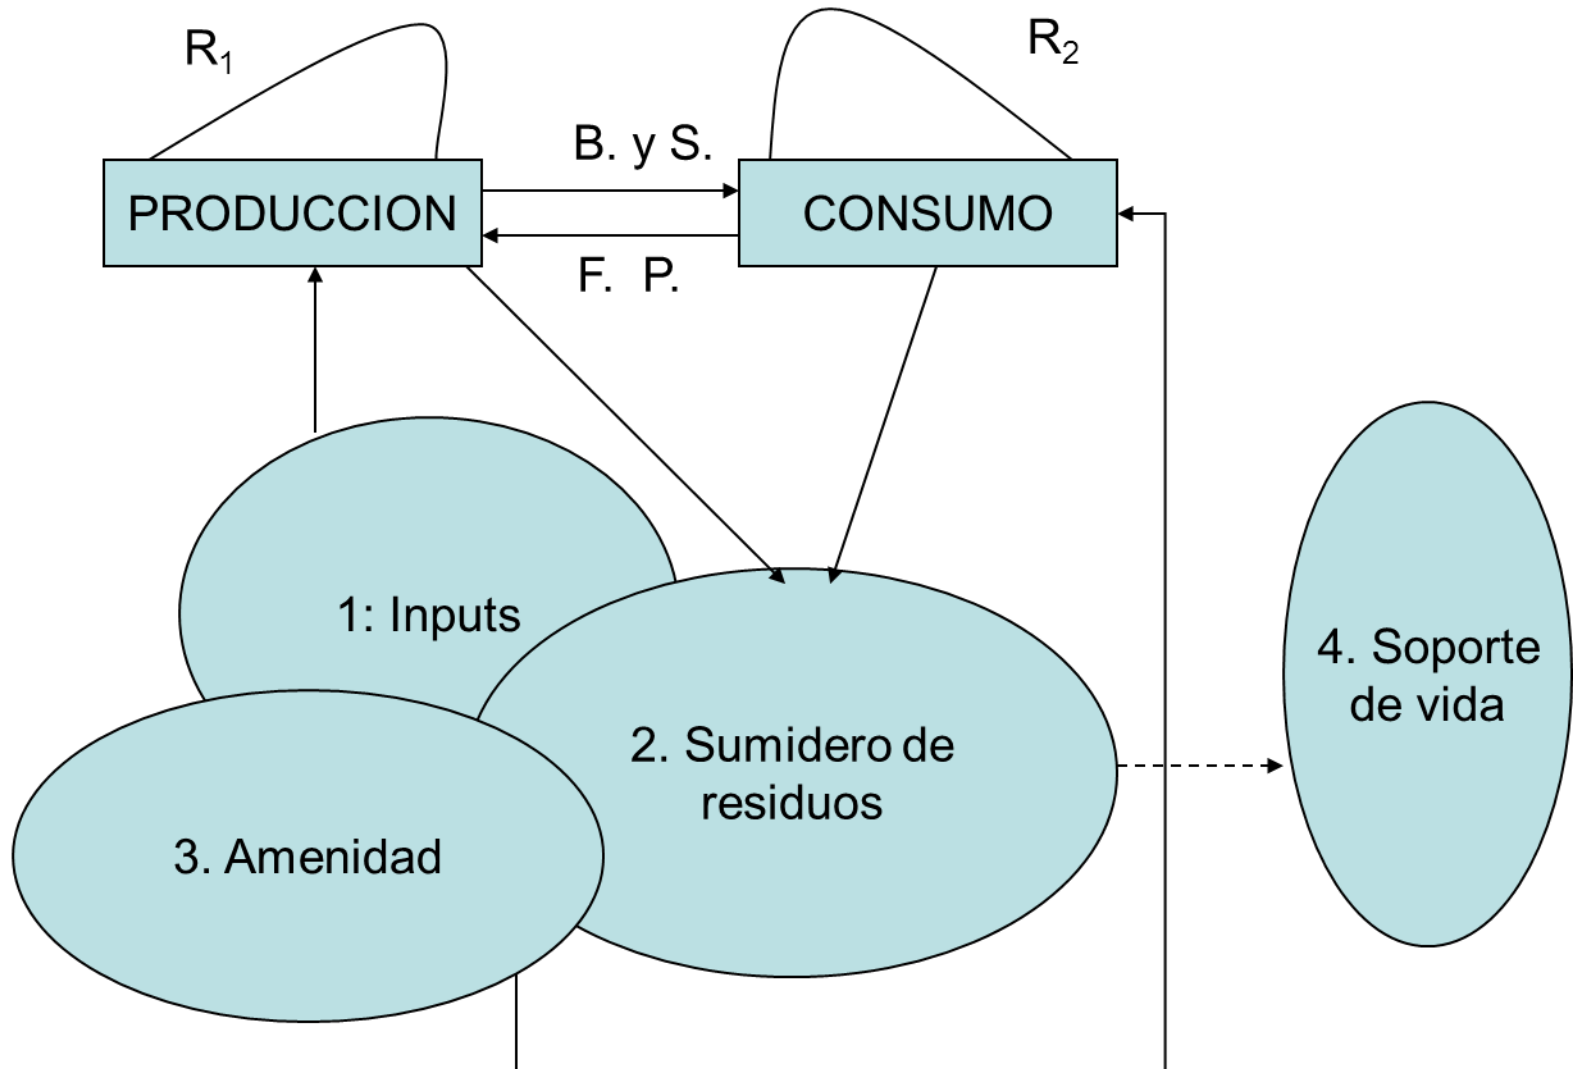 R₁
R₂
B. y S.
PRODUCCION
CONSUMO
F. P.
1: Inputs
4. Soporte
de vida
2. Sumidero de
residuos
3. Amenidad